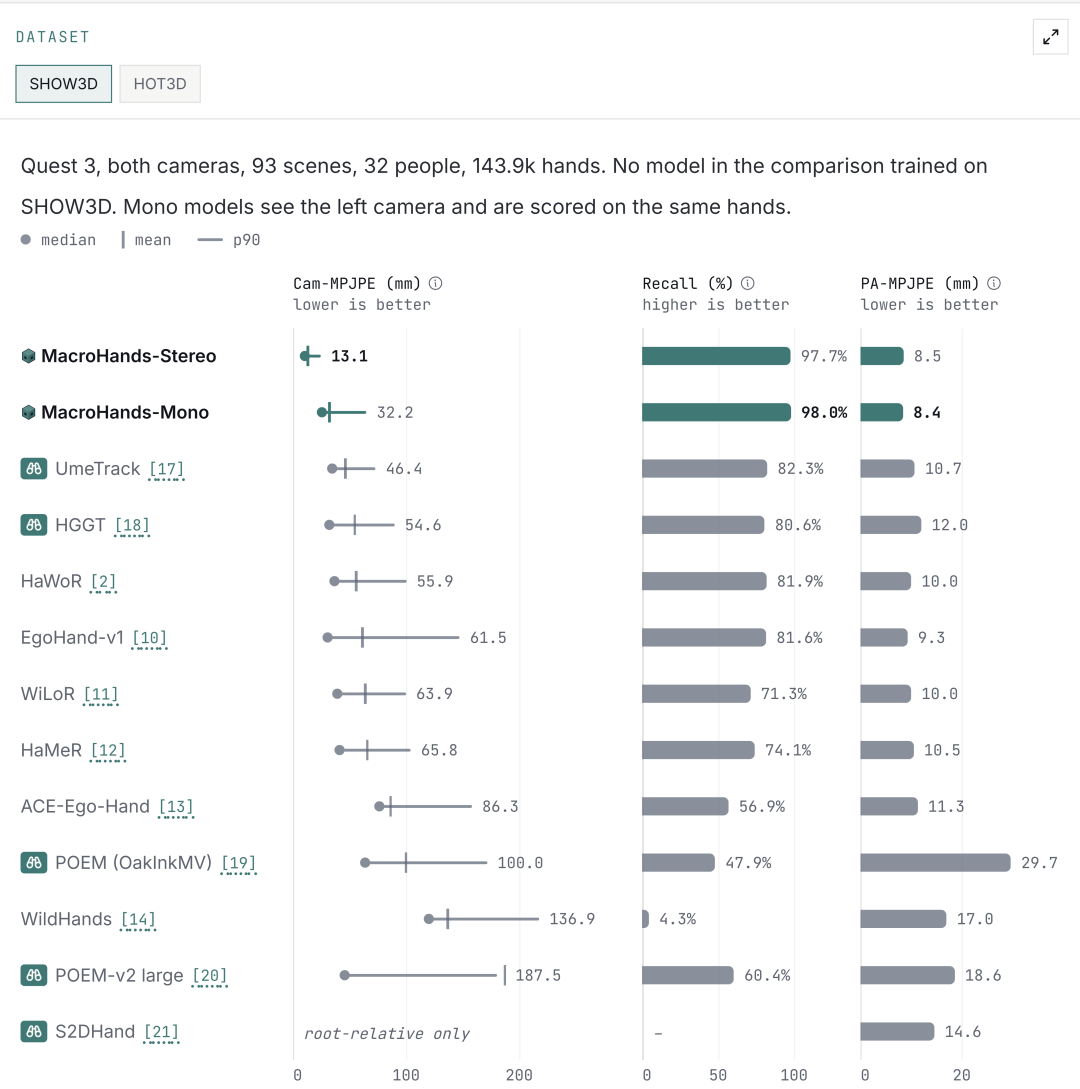 DATASET
SHOW3D HOT3D
Quest 3, both cameras, 93 scenes, 32 people, 143.9k hands. No model in the comparison trained on
SHOW3D. Mono models see the left camera and are scored on the same hands.
median mean p90
Cam-MPJPE (mm) Recall (%) PA-MPJPE (mm)
lower is better higher is better lower is better
MacroHands-Stereo 13.1 97.7% 8.5
MacroHands-Mono 32.2 98.0% 8.4
UmeTrack [17] 46.4 82.3% 10.7
HGGT [18] 54.6 80.6% 12.0
HaWoR [2] 55.9 81.9% 10.0
EgoHand-v1 [10] 61.5 81.6% 9.3
WiLoR [11] 63.9 71.3% 10.0
HaMeR [12] 65.8 74.1% 10.5
ACE-Ego-Hand [13] 86.3 56.9% 11.3
POEM (OakInkMV) [19] 100.0 47.9% 29.7
WildHands [14] 136.9 4.3% 17.0
POEM-v2 large [20] 187.5 60.4% 18.6
S2DHand [21] root-relative only – 14.6
0 100 200 0 50 100 0 20